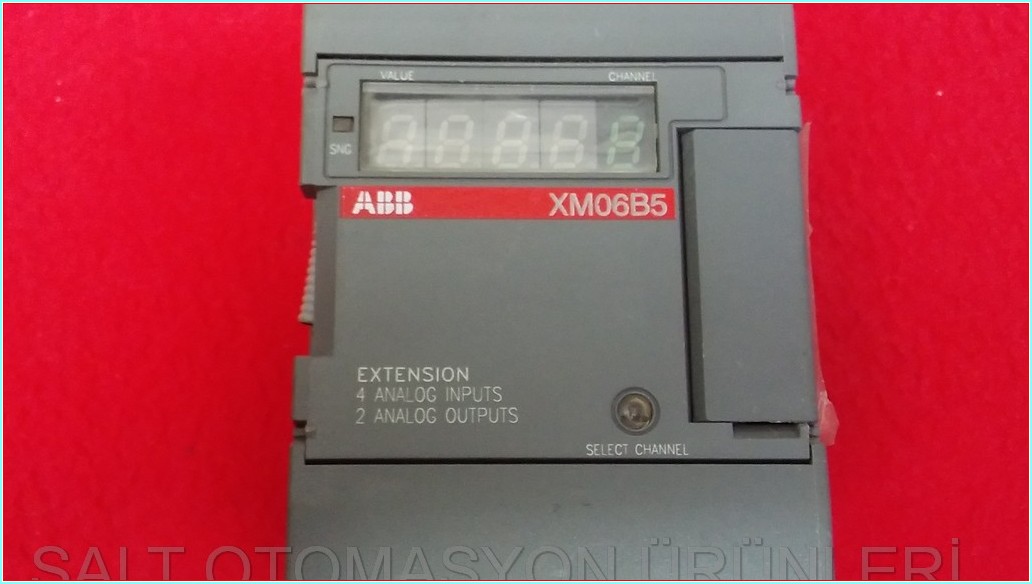 VALUE CHANNEL
SNG
ABB XM06B5
EXTENSION
4 ANALOG INPUTS
2 ANALOG OUTPUTS
SELECT CHANNEL
SALT OTOMASYON ÜRÜNLERİ